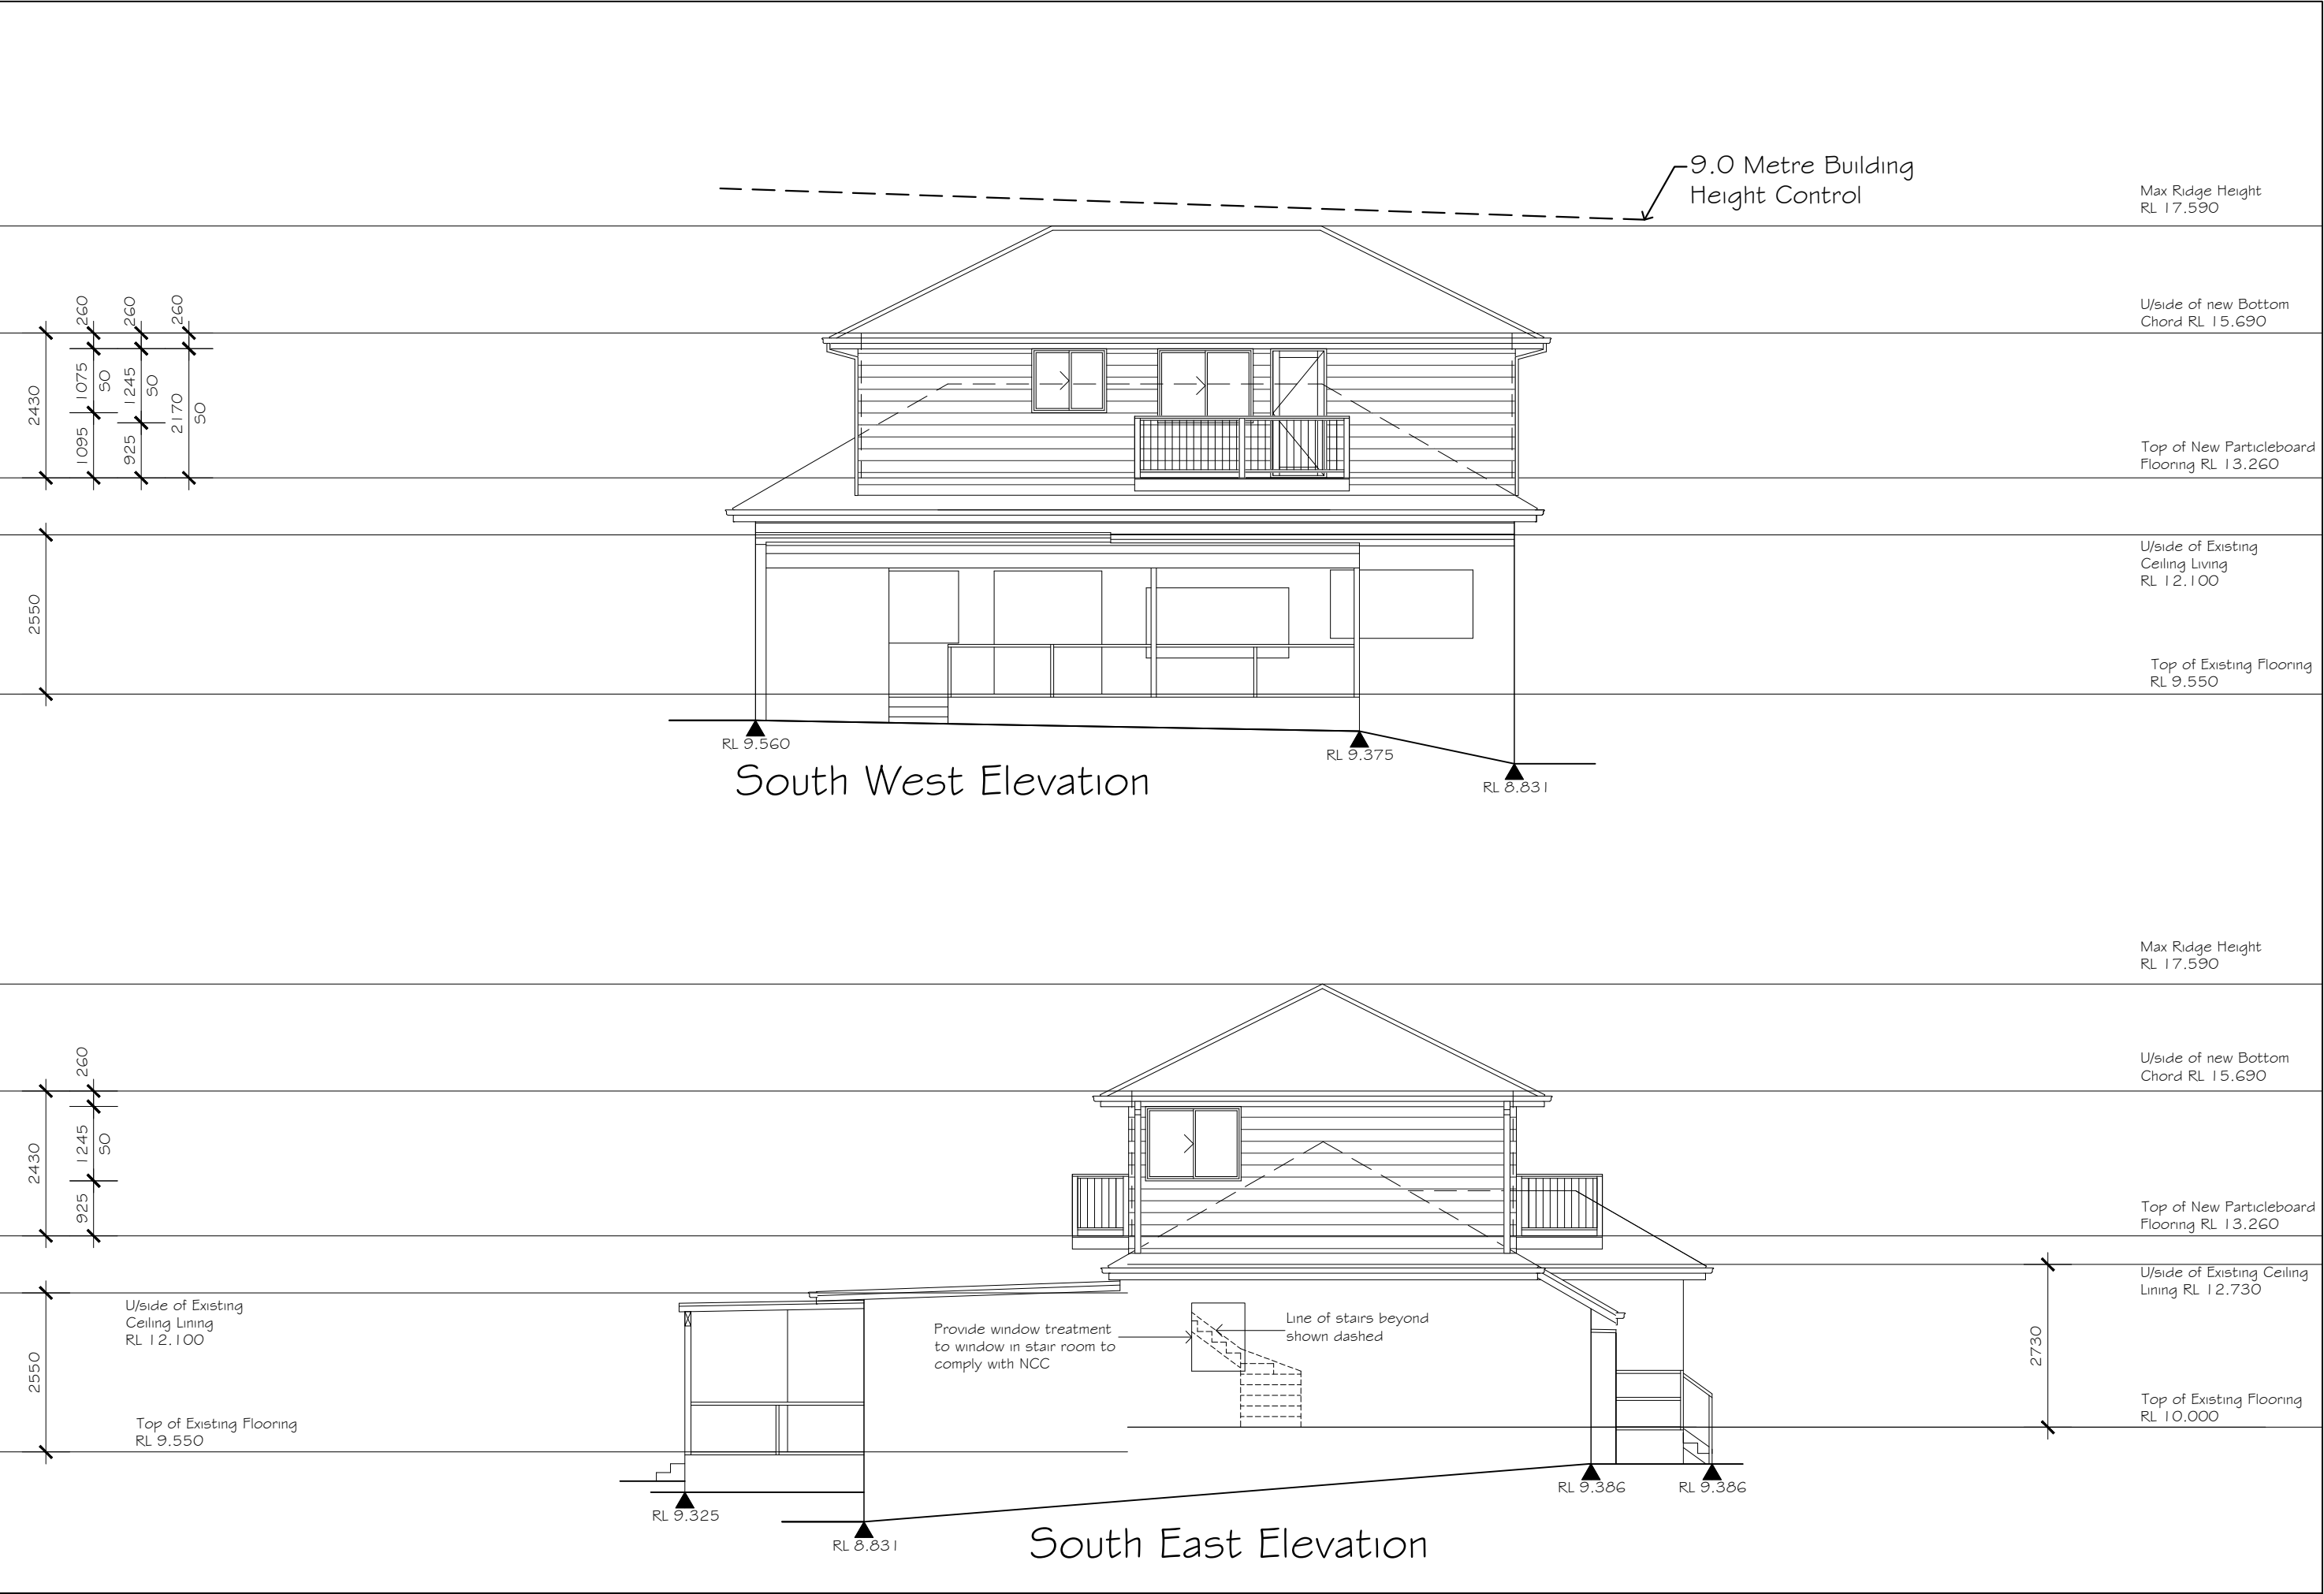 9.0 Metre Building
Height Control
Max Ridge Height
RL 17.590
U/side of new Bottom
Chord RL 15.690
Top of New Particleboard
Flooring RL 13.260
U/side of Existing
Ceiling Living
RL 12.100
Top of Existing Flooring
RL 9.550
260
260
260
2430
1075
SO
1245
SO
2170
SO
1095
925
2550
RL 9.560
RL 9.375
RL 8.831
South West Elevation
Max Ridge Height
RL 17.590
U/side of new Bottom
Chord RL 15.690
Top of New Particleboard
Flooring RL 13.260
U/side of Existing Ceiling
Lining RL 12.730
2730
Top of Existing Flooring
RL 10.000
260
2430
1245
SO
925
U/side of Existing
Ceiling Lining
RL 12.100
2550
Top of Existing Flooring
RL 9.550
Provide window treatment
to window in stair room to
comply with NCC
Line of stairs beyond
shown dashed
RL 9.325
RL 8.831
RL 9.386
RL 9.386
South East Elevation